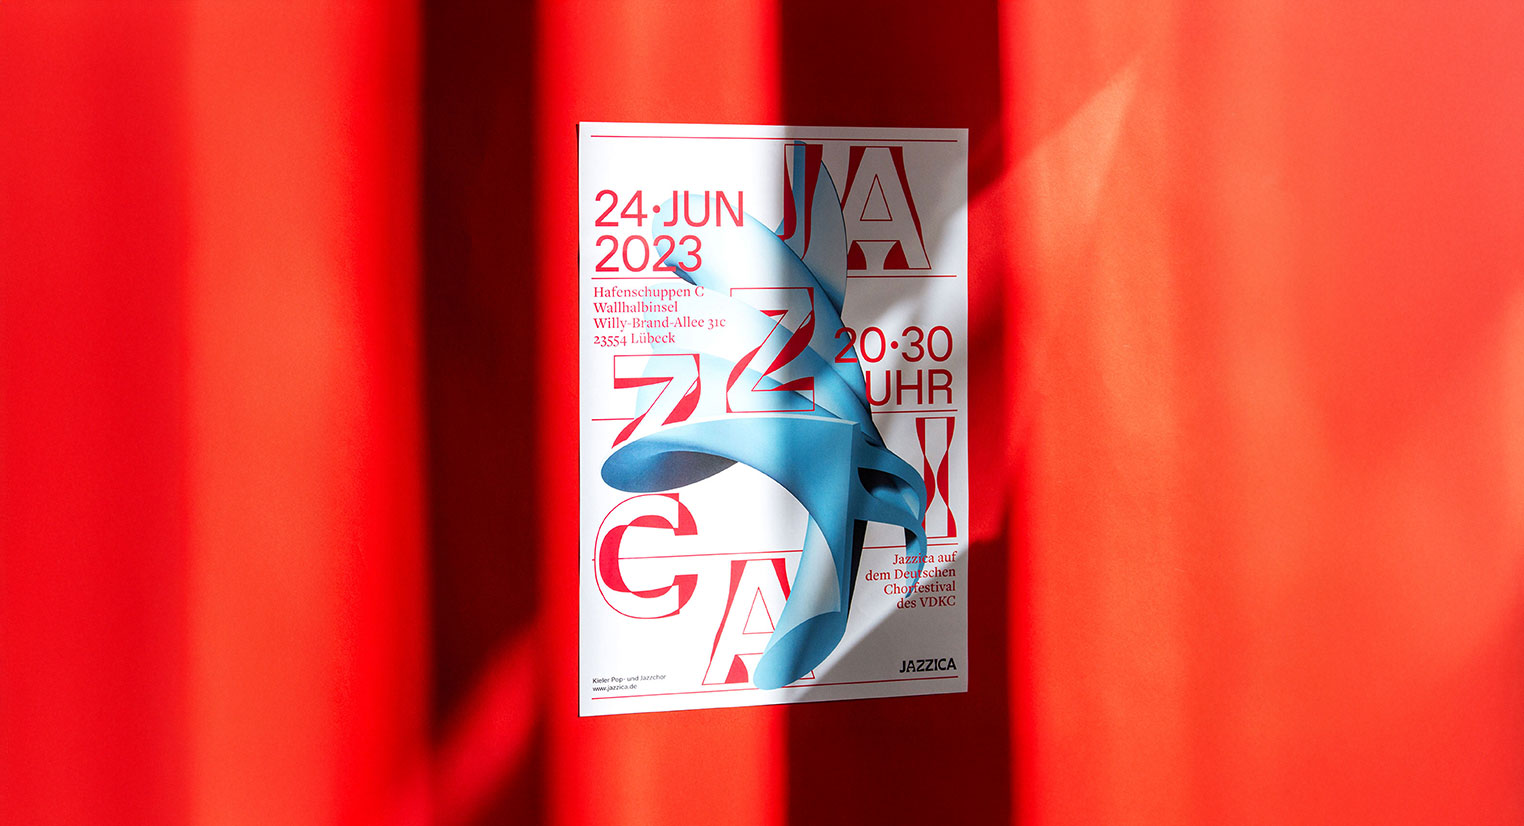 JA
24·JUN
2023
Hafenschuppen C
Wallhalbinsel
Willy-Brand-Allee 31c
23554 Lübeck
Z
20·30
UHR
Z
I
C
A
Jazzica auf
dem Deutschen
Chorfestival
des VDKC
JAZZICA
Kieler Pop- und Jazzchor
www.jazzica.de